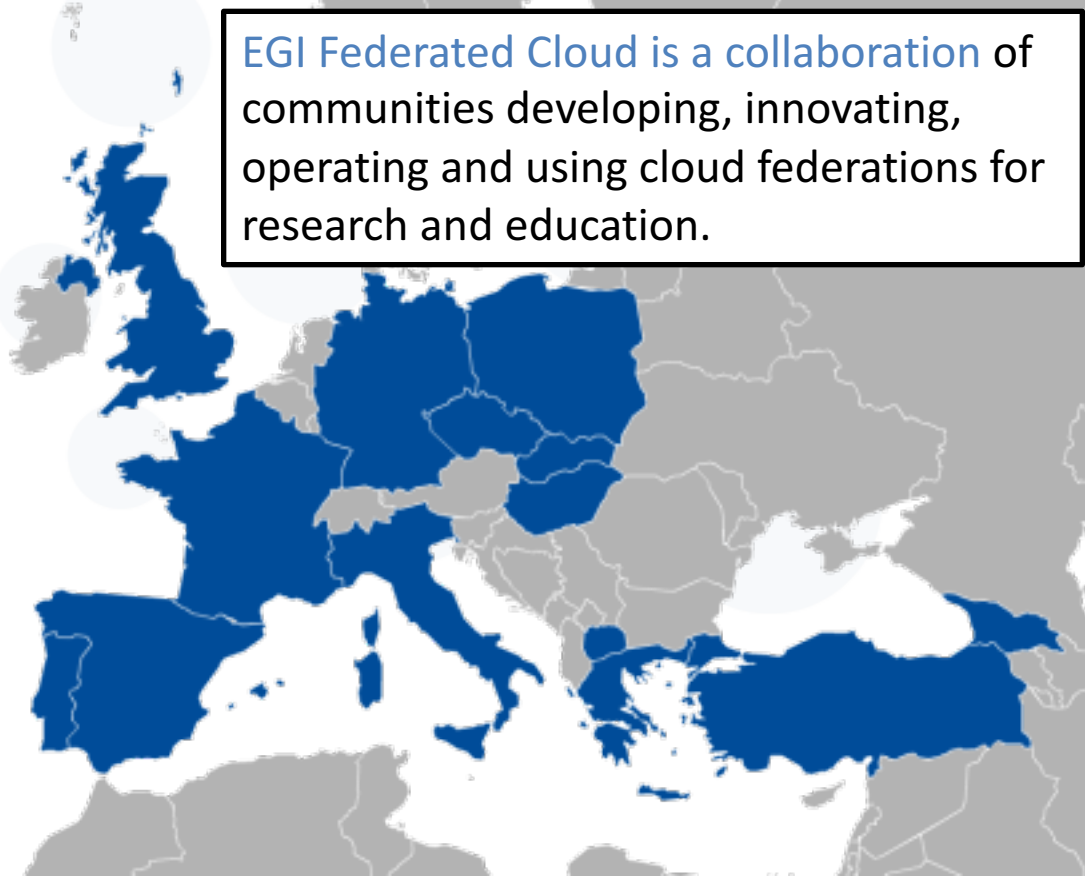 EGI Federated Cloud is a collaboration of
communities developing, innovating,
operating and using cloud federations for
research and education.